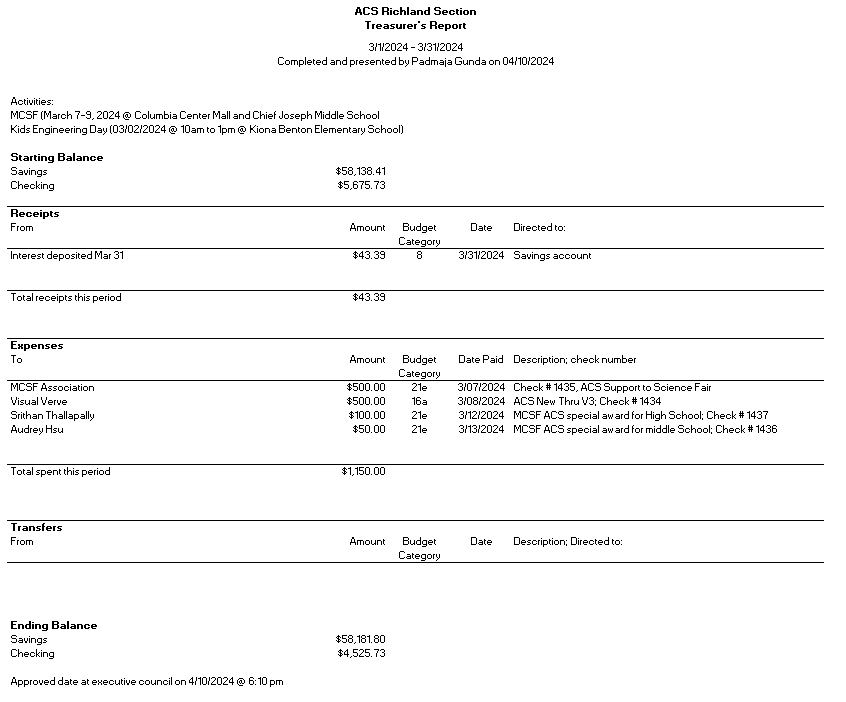 ACS Richland Section
Treasurer's Report
3/1/2024 - 3/31/2024
Completed and presented by Padmaja Gunda on 04/10/2024
Activities:
MCSF (March 7-9, 2024 @ Columbia Center Mall and Chief Joseph Middle School
Kids Engineering Day (03/02/2024 @ 10am to 1pm @ Kiona Benton Elementary School)
Starting Balance
Savings $58,138.41
Checking $5,675.73
Receipts
From Amount Budget Category Date Directed to:
Interest deposited Mar 31 $43.39 8 3/31/2024 Savings account
Total receipts this period $43.39
Expenses
To Amount Budget Category Date Paid Description; check number
MCSF Association $500.00 21e 3/07/2024 Check # 1435, ACS Support to Science Fair
Visual Verve $500.00 16a 3/08/2024 ACS New Thru V3; Check # 1434
Srithan Thallapally $100.00 21e 3/12/2024 MCSF ACS special award for High School; Check # 1437
Audrey Hsu $50.00 21e 3/13/2024 MCSF ACS special award for middle School; Check # 1436
Total spent this period $1,150.00
Transfers
From Amount Budget Category Date Description; Directed to:
Ending Balance
Savings $58,181.80
Checking $4,525.73
Approved date at executive council on 4/10/2024 @ 6:10 pm